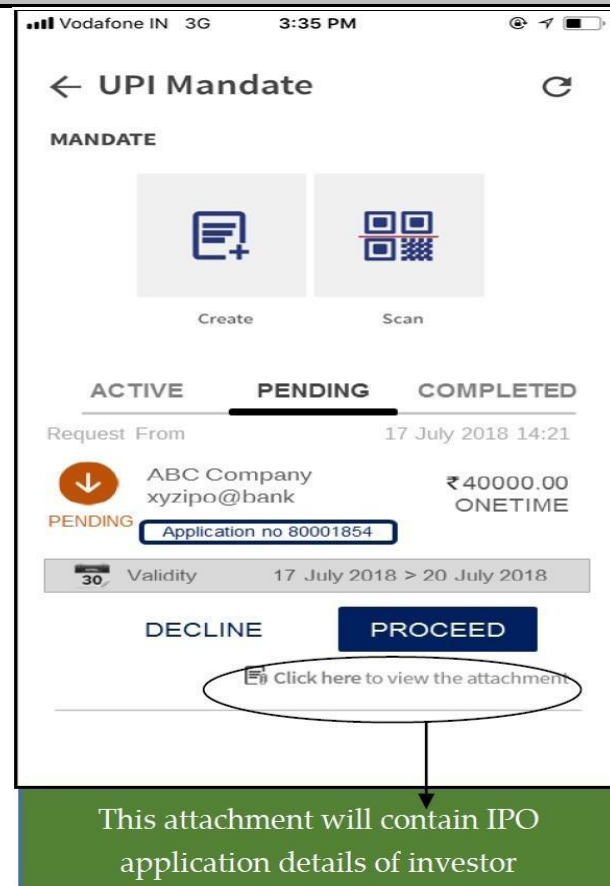 Vodafone IN 3G 3:35 PM
← UPI Mandate
MANDATE
Create Scan
ACTIVE PENDING COMPLETED
Request From 17 July 2018 14:21
ABC Company ₹40000.00
xyzipo@bank ONETIME
PENDING Application no 80001854
30 Validity 17 July 2018 > 20 July 2018
DECLINE PROCEED
Click here to view the attachment
This attachment will contain IPO
application details of investor